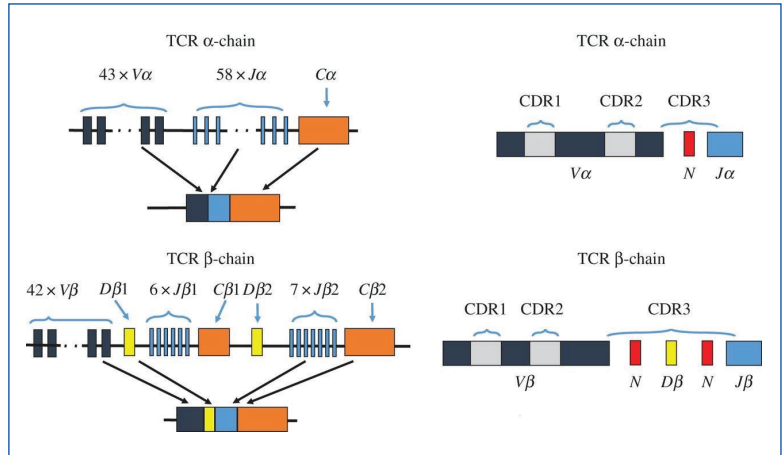 TCR α-chain
43 × Vα
58 × Jα
Cα
TCR α-chain
CDR1
CDR2
CDR3
Vα
N
Jα
TCR β-chain
42 × Vβ
Dβ1
6 × Jβ1
Cβ1
Dβ2
7 × Jβ2
Cβ2
TCR β-chain
CDR1
CDR2
CDR3
Vβ
N
Dβ
N
Jβ